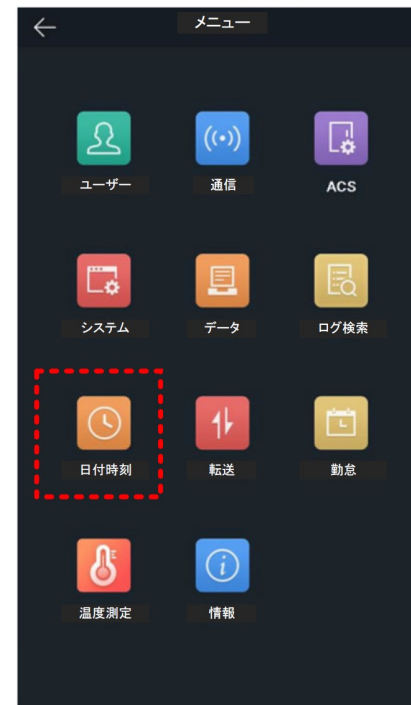 メニュー
ユーザー
通信
ACS
システム
データ
ログ検索
日付時刻
転送
勤怠
温度測定
情報